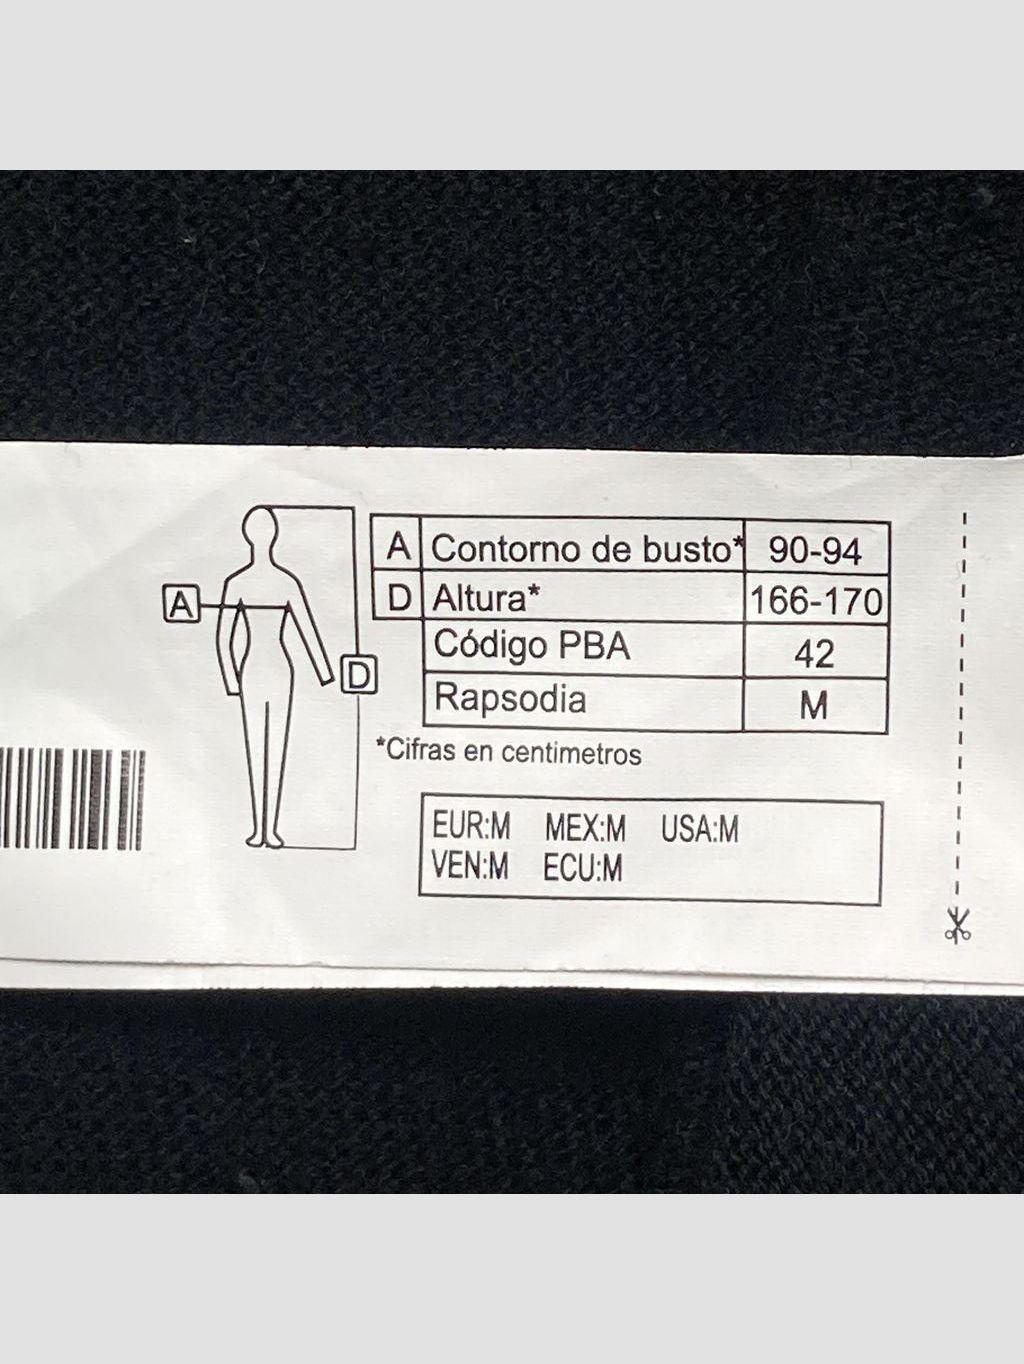 A Contorno de busto* 90-94
A
D Altura* 166-170
Código PBA 42
D
Rapsodia M
*Cifras en centimetros
EUR:M MEX:M USA:M
VEN:M ECU:M